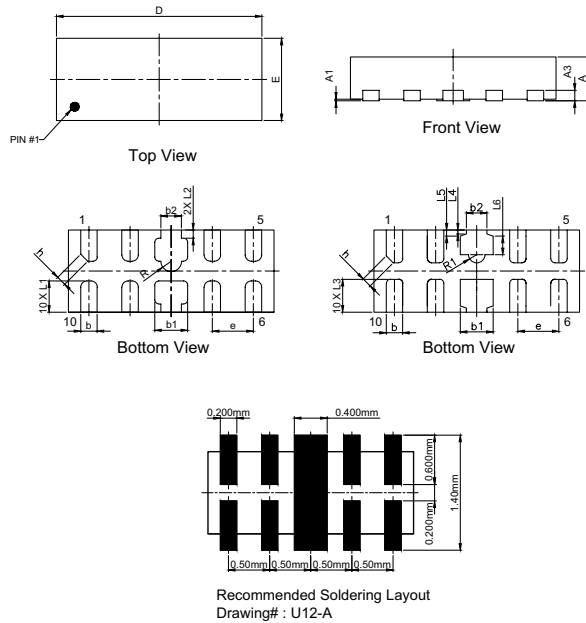 D
E
PIN #1
Top View
A1
A3
A
Front View
1
5
b2
2X L2
h
R
10X L1
10
b
b1
e
6
Bottom View
L5
L4
b2
L6
1
5
h
R1
10X L3
10
b
b1
e
6
Bottom View
0.200mm
0.400mm
0.600mm
0.200mm
1.40mm
0.50mm
0.50mm
0.50mm
0.50mm
Recommended Soldering Layout
Drawing# : U12-A